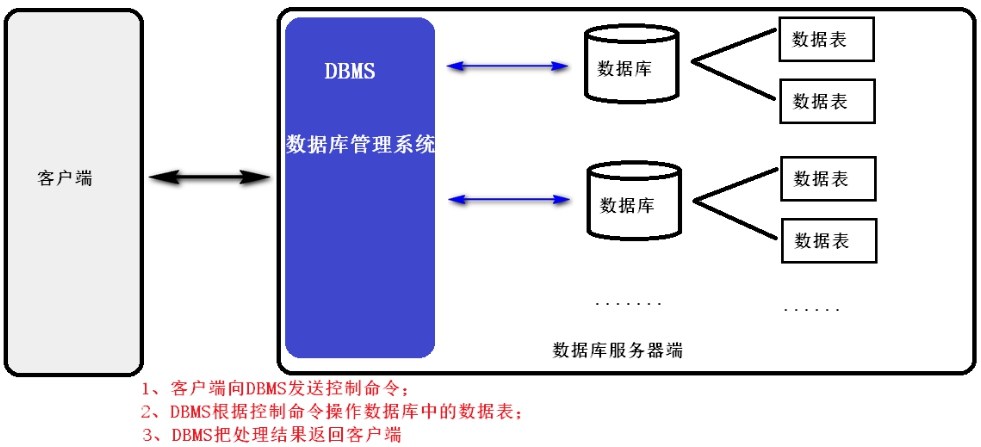 DBMS
数据库管理系统
客户端
数据库
数据表
数据表
数据库
数据表
数据表
.......
......
数据库服务器端
1、客户端向DBMS发送控制命令;
2、DBMS根据控制命令操作数据库中的数据表;
3、DBMS把处理结果返回客户端